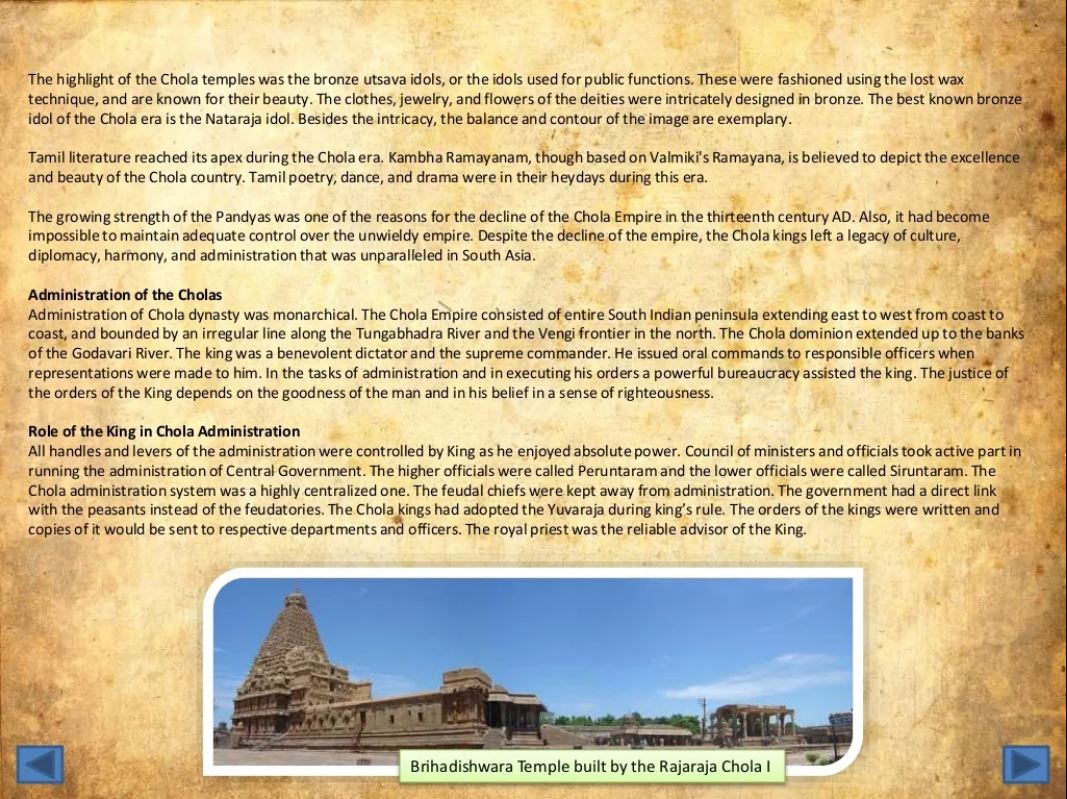 The highlight of the Chola temples was the bronze utsava idols, or the idols used for public functions. These were fashioned using the lost wax
technique, and are known for their beauty. The clothes, jewelry, and flowers of the deities were intricately designed in bronze. The best known bronze
idol of the Chola era is the Nataraja idol. Besides the intricacy, the balance and contour of the image are exemplary.
Tamil literature reached its apex during the Chola era. Kambha Ramayanam, though based on Valmiki's Ramayana, is believed to depict the excellence
and beauty of the Chola country. Tamil poetry, dance, and drama were in their heydays during this era.
The growing strength of the Pandyas was one of the reasons for the decline of the Chola Empire in the thirteenth century AD. Also, it had become
impossible to maintain adequate control over the unwieldy empire. Despite the decline of the empire, the Chola kings left a legacy of culture,
diplomacy, harmony, and administration that was unparalleled in South Asia.
Administration of the Cholas
Administration of Chola dynasty was monarchical. The Chola Empire consisted of entire South Indian peninsula extending east to west from coast to
coast, and bounded by an irregular line along the Tungabhadra River and the Vengi frontier in the north. The Chola dominion extended up to the banks
of the Godavari River. The king was a benevolent dictator and the supreme commander. He issued oral commands to responsible officers when
representations were made to him. In the tasks of administration and in executing his orders a powerful bureaucracy assisted the king. The justice of
the orders of the King depends on the goodness of the man and in his belief in a sense of righteousness.
Role of the King in Chola Administration
All handles and levers of the administration were controlled by King as he enjoyed absolute power. Council of ministers and officials took active part in
running the administration of Central Government. The higher officials were called Peruntaram and the lower officials were called Siruntaram. The
Chola administration system was a highly centralized one. The feudal chiefs were kept away from administration. The government had a direct link
with the peasants instead of the feudatories. The Chola kings had adopted the Yuvaraja during king's rule. The orders of the kings were written and
copies of it would be sent to respective departments and officers. The royal priest was the reliable advisor of the King.
Brihadishwara Temple built by the Rajaraja Chola I